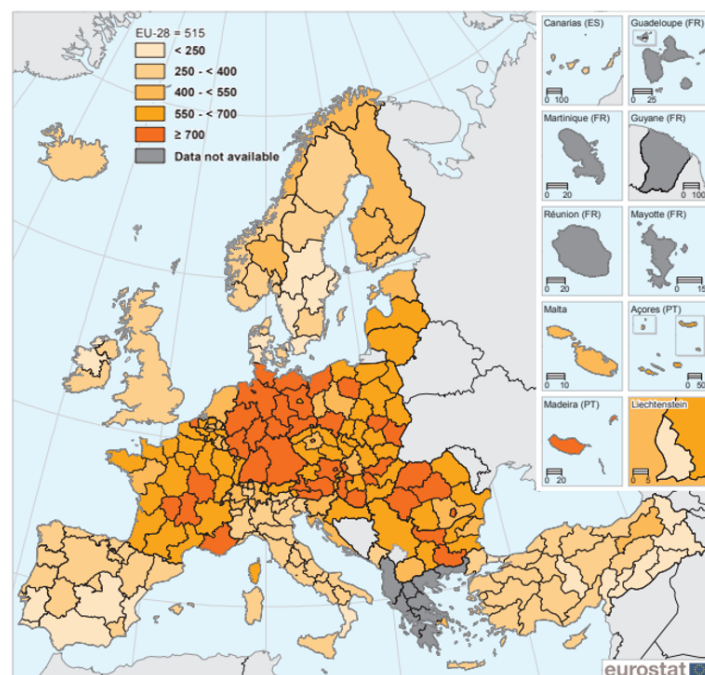 EU-28 = 515
< 250
250 - < 400
400 - < 550
550 - < 700
≥ 700
Data not available
Canarias (ES)
0 100
Guadeloupe (FR)
0 25
Martinique (FR)
0 20
Guyane (FR)
0 100
Réunion (FR)
0 20
Mayotte (FR)
0 15
Malta
0 10
Açores (PT)
0 50
Madeira (PT)
0 20
Liechtenstein
0 5
eurostat